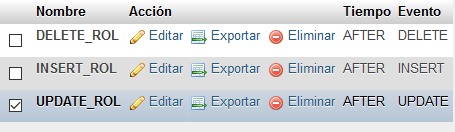 Nombre Acción Tiempo Evento
DELETE_ROL Editar Exportar Eliminar AFTER DELETE
INSERT_ROL Editar Exportar Eliminar AFTER INSERT
UPDATE_ROL Editar Exportar Eliminar AFTER UPDATE